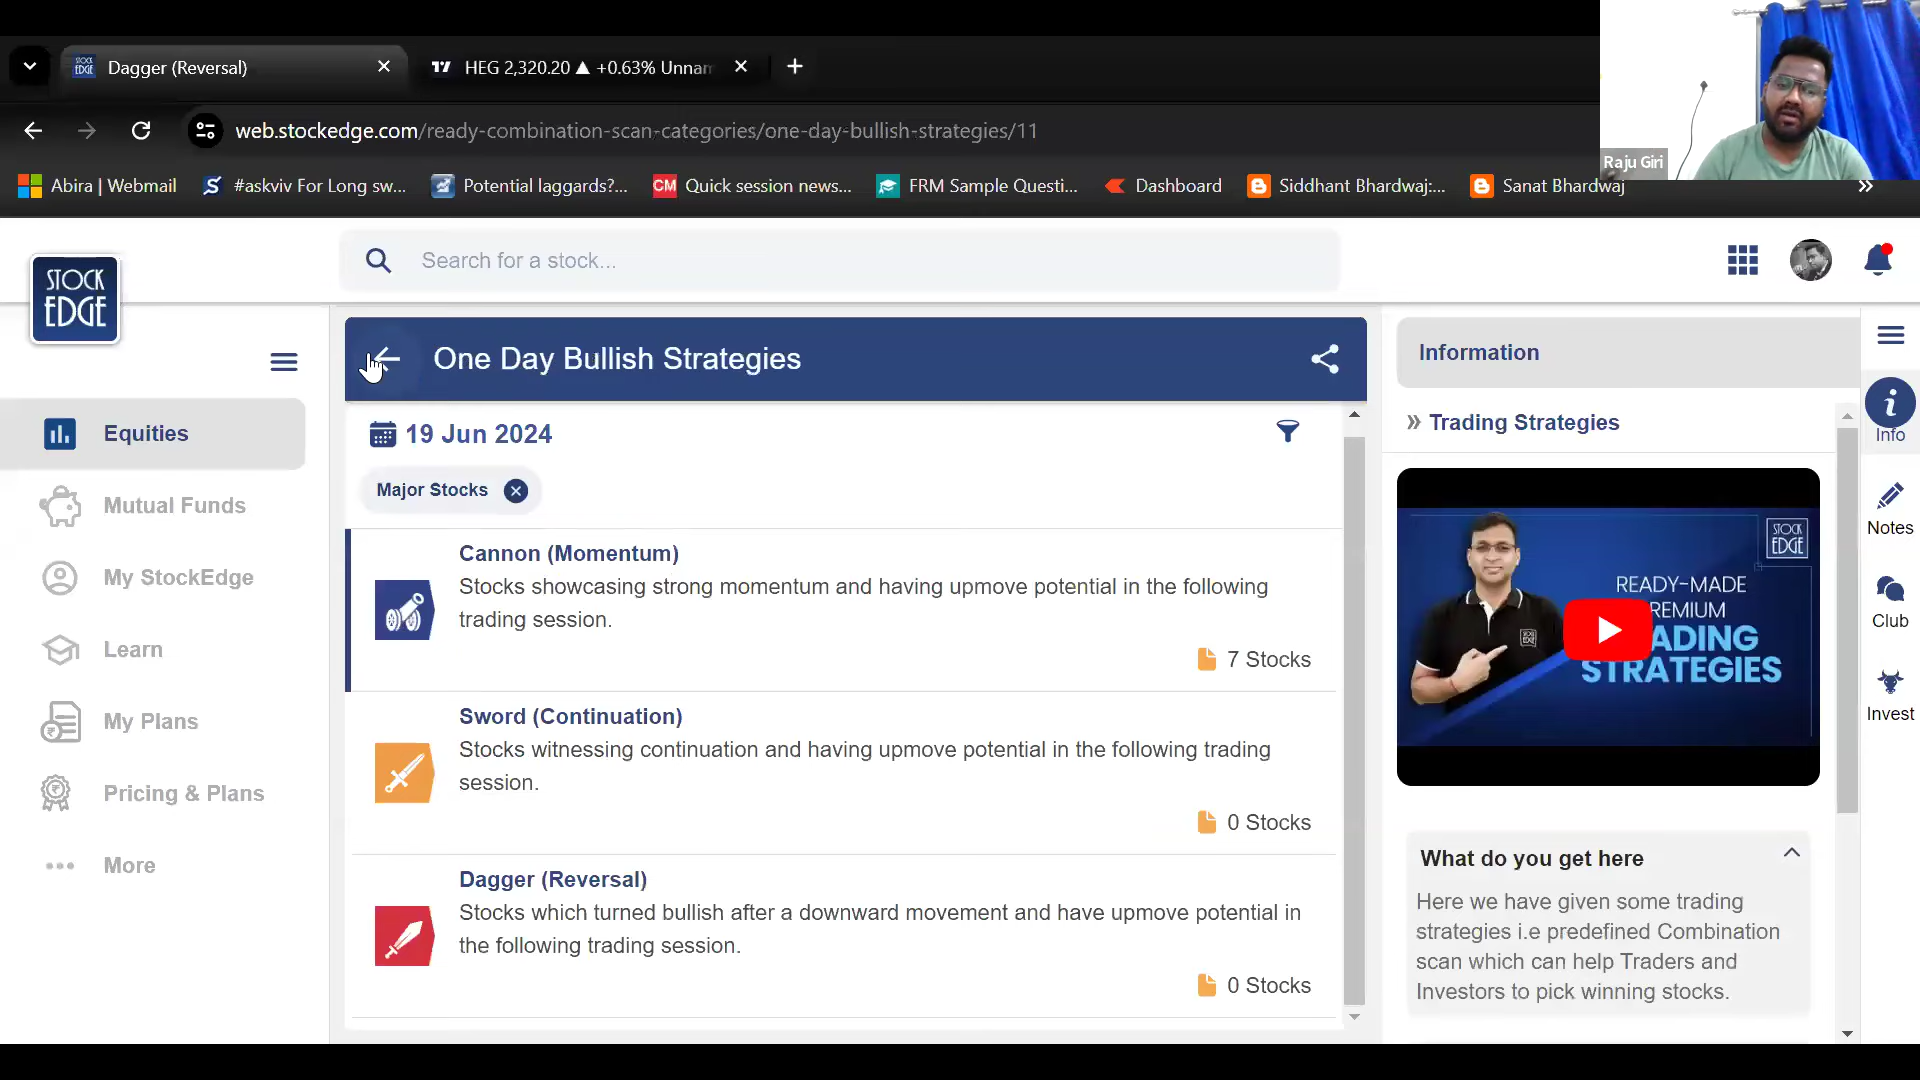 Dagger (Reversal)
HEG 2,320.20 ▲ +0.63% Unnam
web.stockedge.com/ready-combination-scan-categories/one-day-bullish-strategies/11
Raju Giri
Abira | Webmail
#askviv For Long sw...
Potential laggards?...
CM Quick session news...
FRM Sample Questi...
Dashboard
Siddhant Bhardwaj:...
Sanat Bhardwaj
STOCK
EDGE
Search for a stock...
Equities
Mutual Funds
My StockEdge
Learn
My Plans
Pricing & Plans
More
One Day Bullish Strategies
19 Jun 2024
Major Stocks
Cannon (Momentum)
Stocks showcasing strong momentum and having upmove potential in the following
trading session.
7 Stocks
Sword (Continuation)
Stocks witnessing continuation and having upmove potential in the following trading
session.
0 Stocks
Dagger (Reversal)
Stocks which turned bullish after a downward movement and have upmove potential in
the following trading session.
0 Stocks
Information
Trading Strategies
STOCK
EDGE
READY-MADE
REMIUM
ADING
STRATEGIES
What do you get here
Here we have given some trading
strategies i.e predefined Combination
scan which can help Traders and
Investors to pick winning stocks.
Info
Notes
Club
Invest